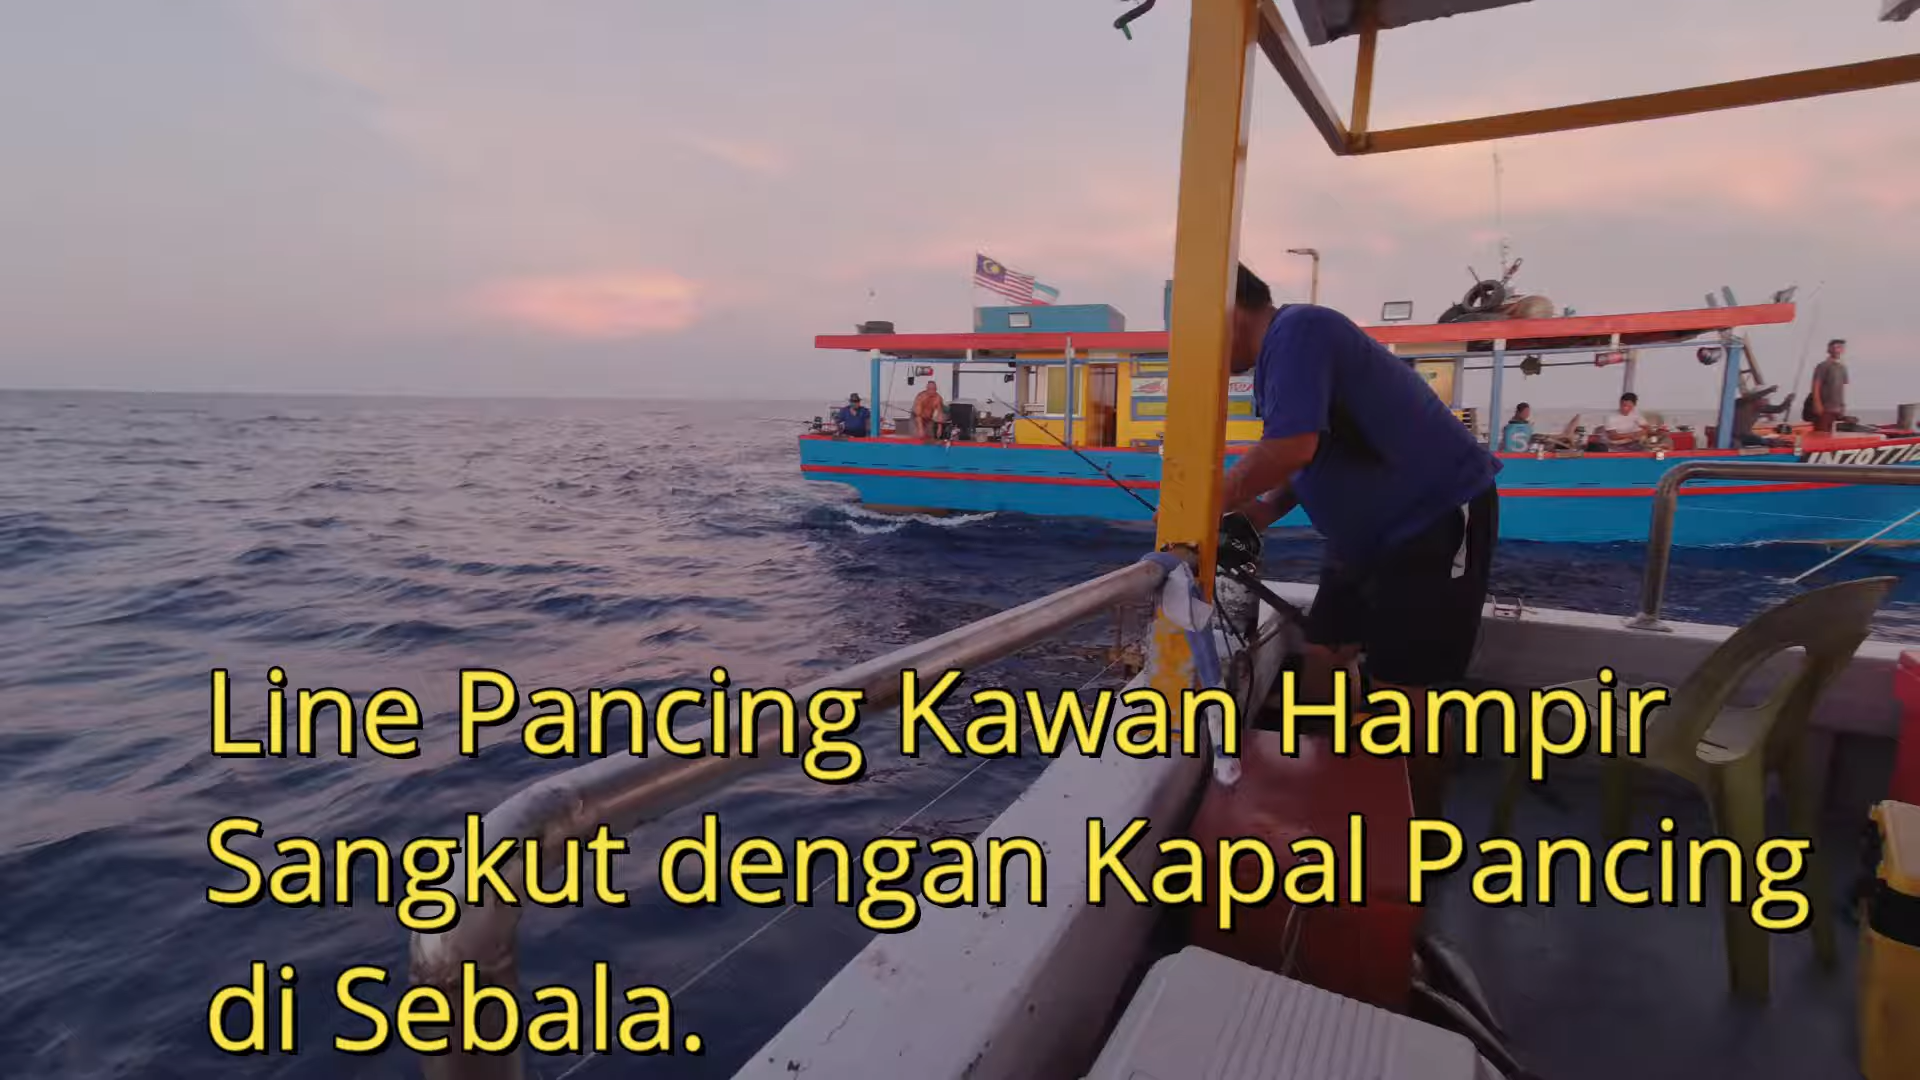 Line Pancing Kawan Hampir
Sangkut dengan Kapal Pancing
di Sebala.